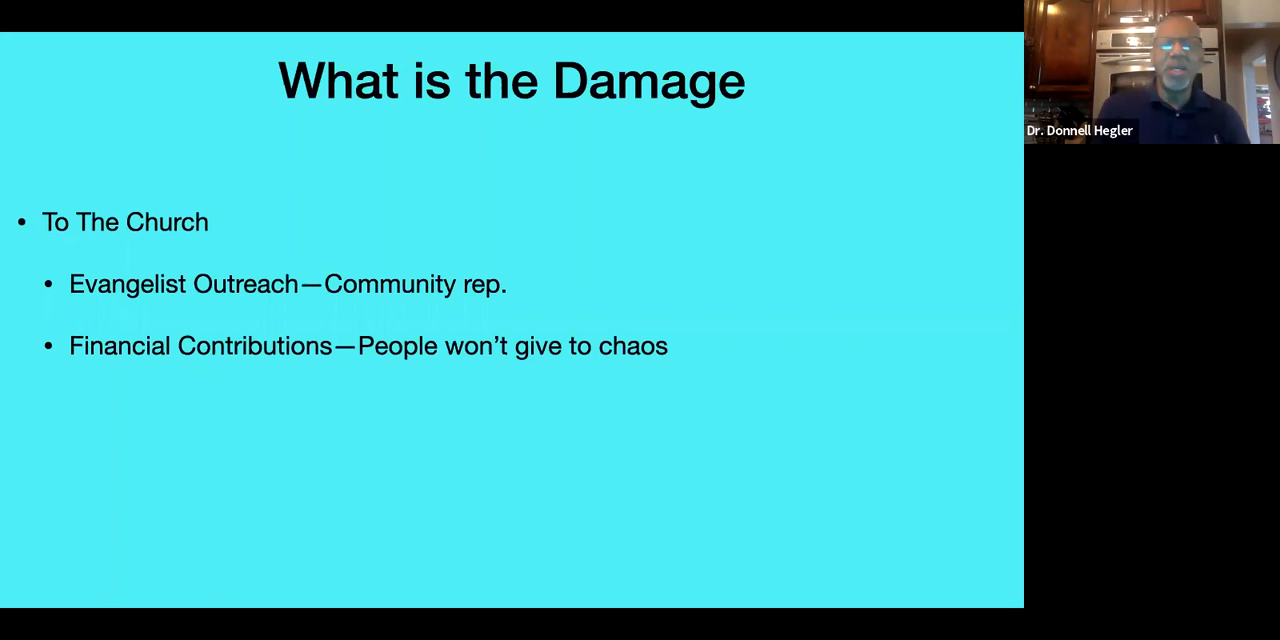 What is the Damage
• To The Church
• Evangelist Outreach—Community rep.
• Financial Contributions—People won’t give to chaos
Dr. Donnell Hegler